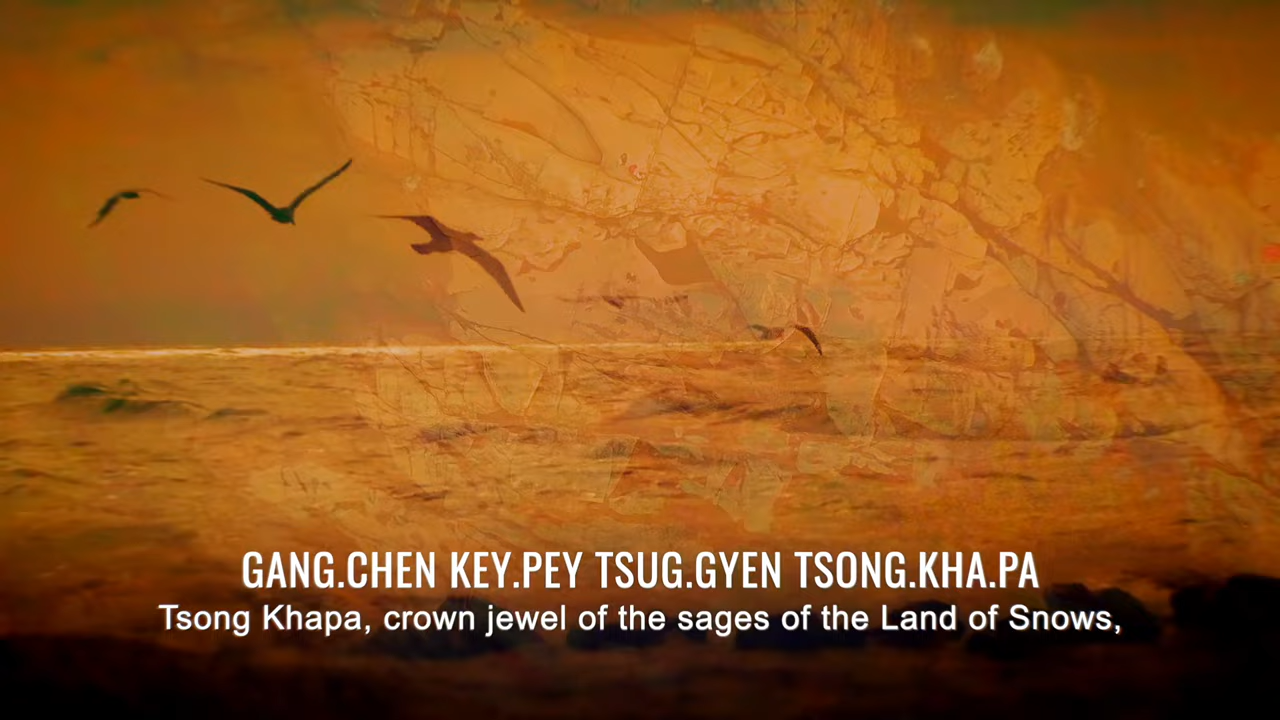 GANG.CHEN KEY.PEY TSUG.GYEN TSONG.KHA.PA
Tsong Khapa, crown jewel of the sages of the Land of Snows,